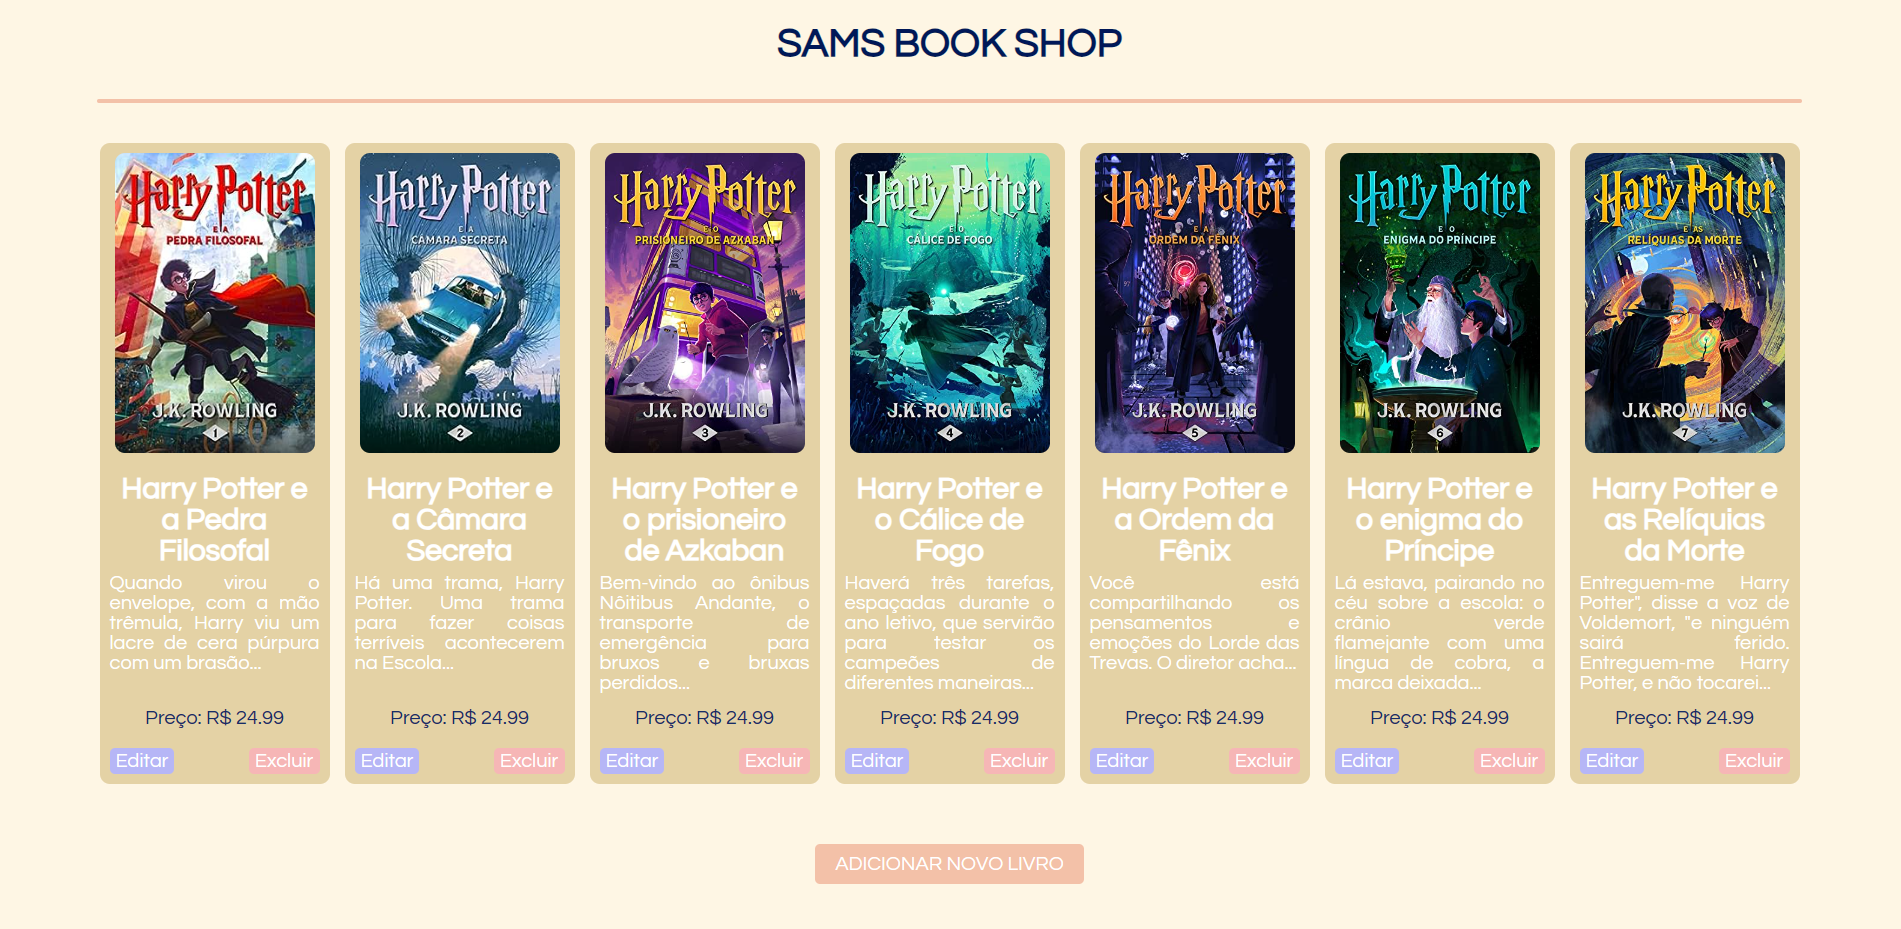 SAMS BOOK SHOP
Harry Potter
E A
PEDRA FILOSOFAL
J.K. ROWLING
1
Harry Potter e
a Pedra
Filosofal
Quando virou o
envelope, com a mão
trêmula, Harry viu um
lacre de cera púrpura
com um brasão...
Preço: R$ 24.99
Editar
Excluir
Harry Potter
E A
CÂMARA SECRETA
J.K. ROWLING
2
Harry Potter e
a Câmara
Secreta
Há uma trama, Harry
Potter. Uma trama
para fazer coisas
terríveis acontecerem
na Escola...
Preço: R$ 24.99
Editar
Excluir
Harry Potter
E O
PRISIONEIRO DE AZKABAN
J.K. ROWLING
3
Harry Potter e
o prisioneiro
de Azkaban
Bem-vindo ao ônibus
Nôitibus Andante, o
transporte de
emergência para
bruxos e bruxas
perdidos...
Preço: R$ 24.99
Editar
Excluir
Harry Potter
E O
CÁLICE DE FOGO
J.K. ROWLING
4
Harry Potter e
o Cálice de
Fogo
Haverá três tarefas,
espaçadas durante o
ano letivo, que servirão
para testar os
campeões de
diferentes maneiras...
Preço: R$ 24.99
Editar
Excluir
Harry Potter
E A
ORDEM DA FÊNIX
J.K. ROWLING
5
Harry Potter e
a Ordem da
Fênix
Você está
compartilhando os
pensamentos e
emoções do Lorde das
Trevas. O diretor acha...
Preço: R$ 24.99
Editar
Excluir
Harry Potter
E O
ENIGMA DO PRÍNCIPE
J.K. ROWLING
6
Harry Potter e
o enigma do
Príncipe
Lá estava, pairando no
céu sobre a escola: o
crânio verde
flamejante com uma
língua de cobra, a
marca deixada...
Preço: R$ 24.99
Editar
Excluir
Harry Potter
E AS
RELÍQUIAS DA MORTE
J.K. ROWLING
7
Harry Potter e
as Relíquias
da Morte
Entreguem-me Harry
Potter", disse a voz de
Voldemort, "e ninguém
sairá ferido.
Entreguem-me Harry
Potter, e não tocarei...
Preço: R$ 24.99
Editar
Excluir
ADICIONAR NOVO LIVRO